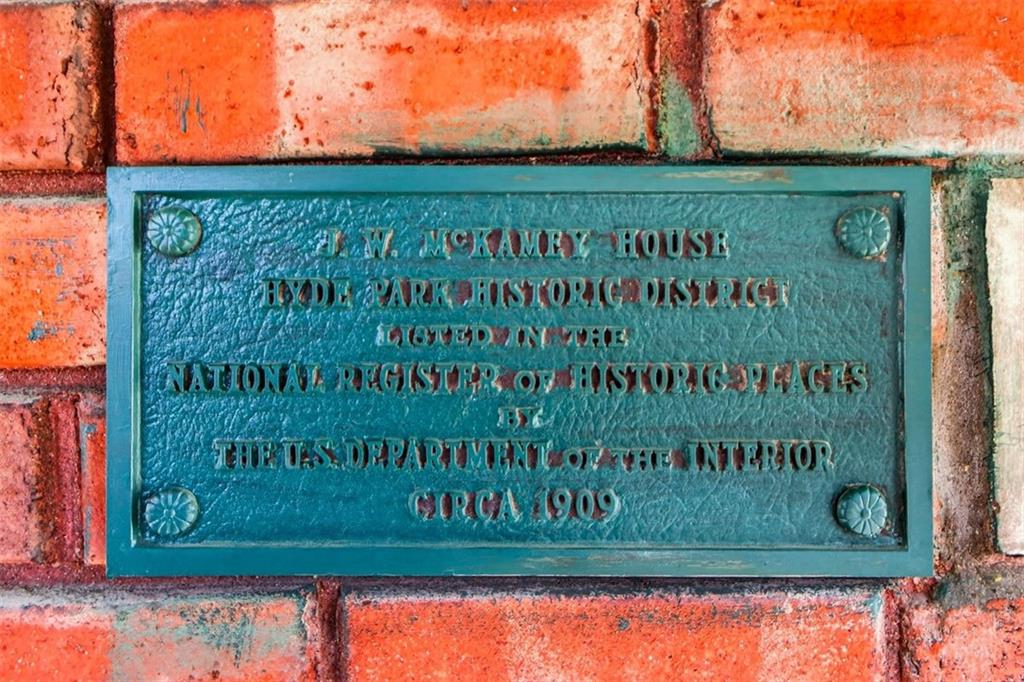 J. W. McKAMEY HOUSE
HYDE PARK HISTORIC DISTRICT
LISTED IN THE
NATIONAL REGISTER OF HISTORIC PLACES
BY
THE U.S. DEPARTMENT OF THE INTERIOR
CIRCA 1909